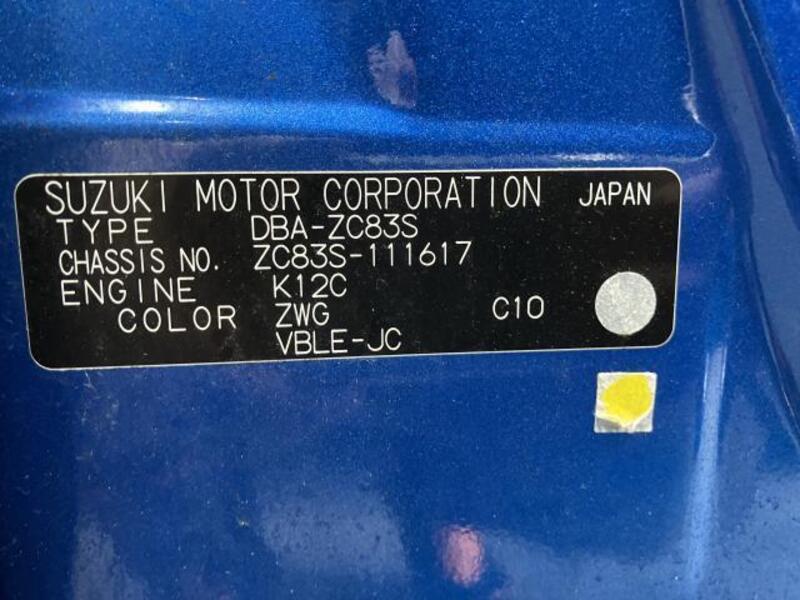 SUZUKI MOTOR CORPORATION JAPAN
TYPE DBA-ZC83S
CHASSIS NO. ZC83S-111617
ENGINE K12C
COLOR ZWG C10
VBLE-JC